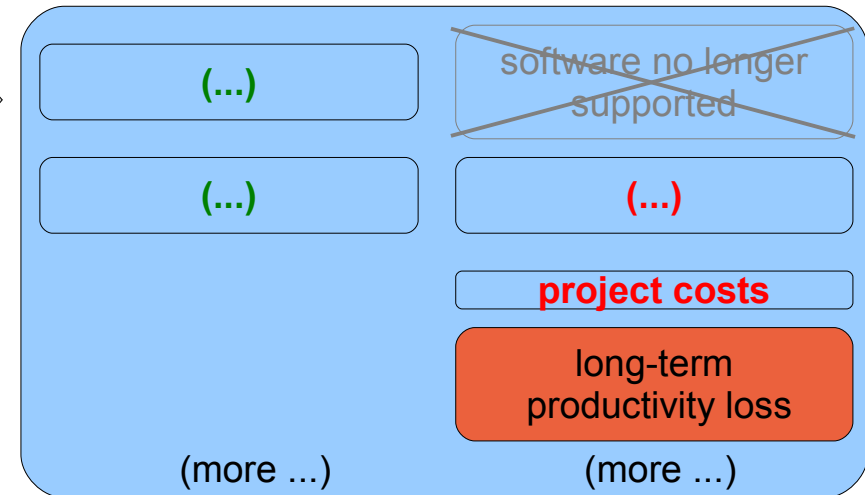 (...)
software no longer
supported
(...)
(...)
project costs
long-term
productivity loss
(more ...)
(more ...)